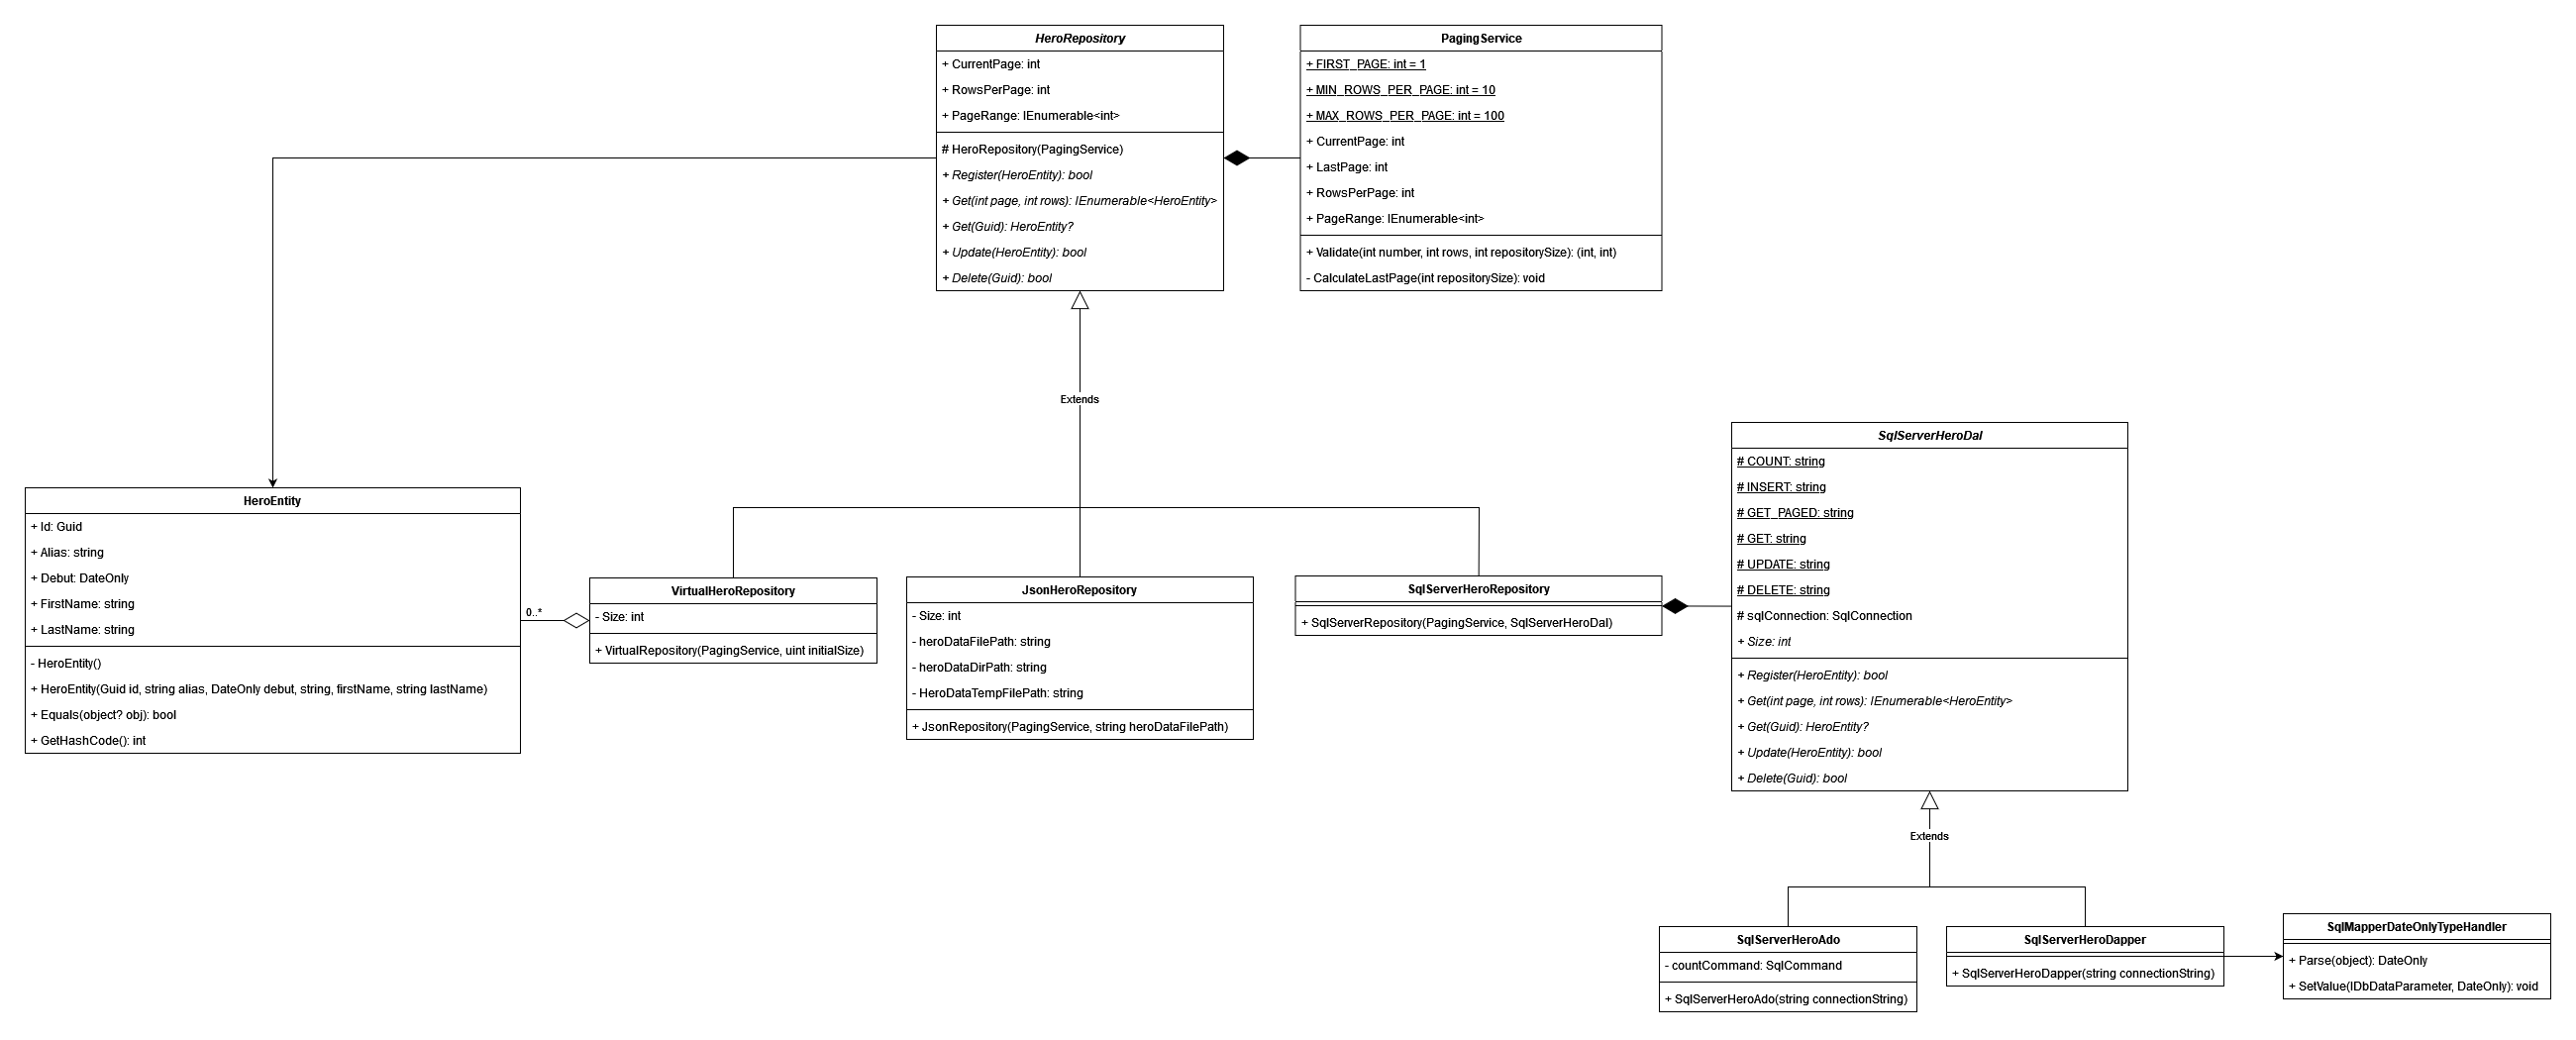 HeroRepository
+ CurrentPage: int
+ RowsPerPage: int
+ PageRange: IEnumerable<int>
# HeroRepository(PagingService)
+ Register(HeroEntity): bool
+ Get(int page, int rows): IEnumerable<HeroEntity>
+ Get(Guid): HeroEntity?
+ Update(HeroEntity): bool
+ Delete(Guid): bool
PagingService
+ FIRST_PAGE: int = 1
+ MIN_ROWS_PER_PAGE: int = 10
+ MAX_ROWS_PER_PAGE: int = 100
+ CurrentPage: int
+ LastPage: int
+ RowsPerPage: int
+ PageRange: IEnumerable<int>
+ Validate(int number, int rows, int repositorySize): (int, int)
- CalculateLastPage(int repositorySize): void
Extends
HeroEntity
+ Id: Guid
+ Alias: string
+ Debut: DateOnly
+ FirstName: string
+ LastName: string
- HeroEntity()
+ HeroEntity(Guid id, string alias, DateOnly debut, string, firstName, string lastName)
+ Equals(object? obj): bool
+ GetHashCode(): int
0..*
VirtualHeroRepository
- Size: int
+ VirtualRepository(PagingService, uint initialSize)
JsonHeroRepository
- Size: int
- heroDataFilePath: string
- heroDataDirPath: string
- HeroDataTempFilePath: string
+ JsonRepository(PagingService, string heroDataFilePath)
SqlServerHeroRepository
+ SqlServerRepository(PagingService, SqlServerHeroDal)
SqlServerHeroDal
# COUNT: string
# INSERT: string
# GET_PAGED: string
# GET: string
# UPDATE: string
# DELETE: string
# sqlConnection: SqlConnection
+ Size: int
+ Register(HeroEntity): bool
+ Get(int page, int rows): IEnumerable<HeroEntity>
+ Get(Guid): HeroEntity?
+ Update(HeroEntity): bool
+ Delete(Guid): bool
Extends
SqlServerHeroAdo
- countCommand: SqlCommand
+ SqlServerHeroAdo(string connectionString)
SqlServerHeroDapper
+ SqlServerHeroDapper(string connectionString)
SqlMapperDateOnlyTypeHandler
+ Parse(object): DateOnly
+ SetValue(IDbDataParameter, DateOnly): void